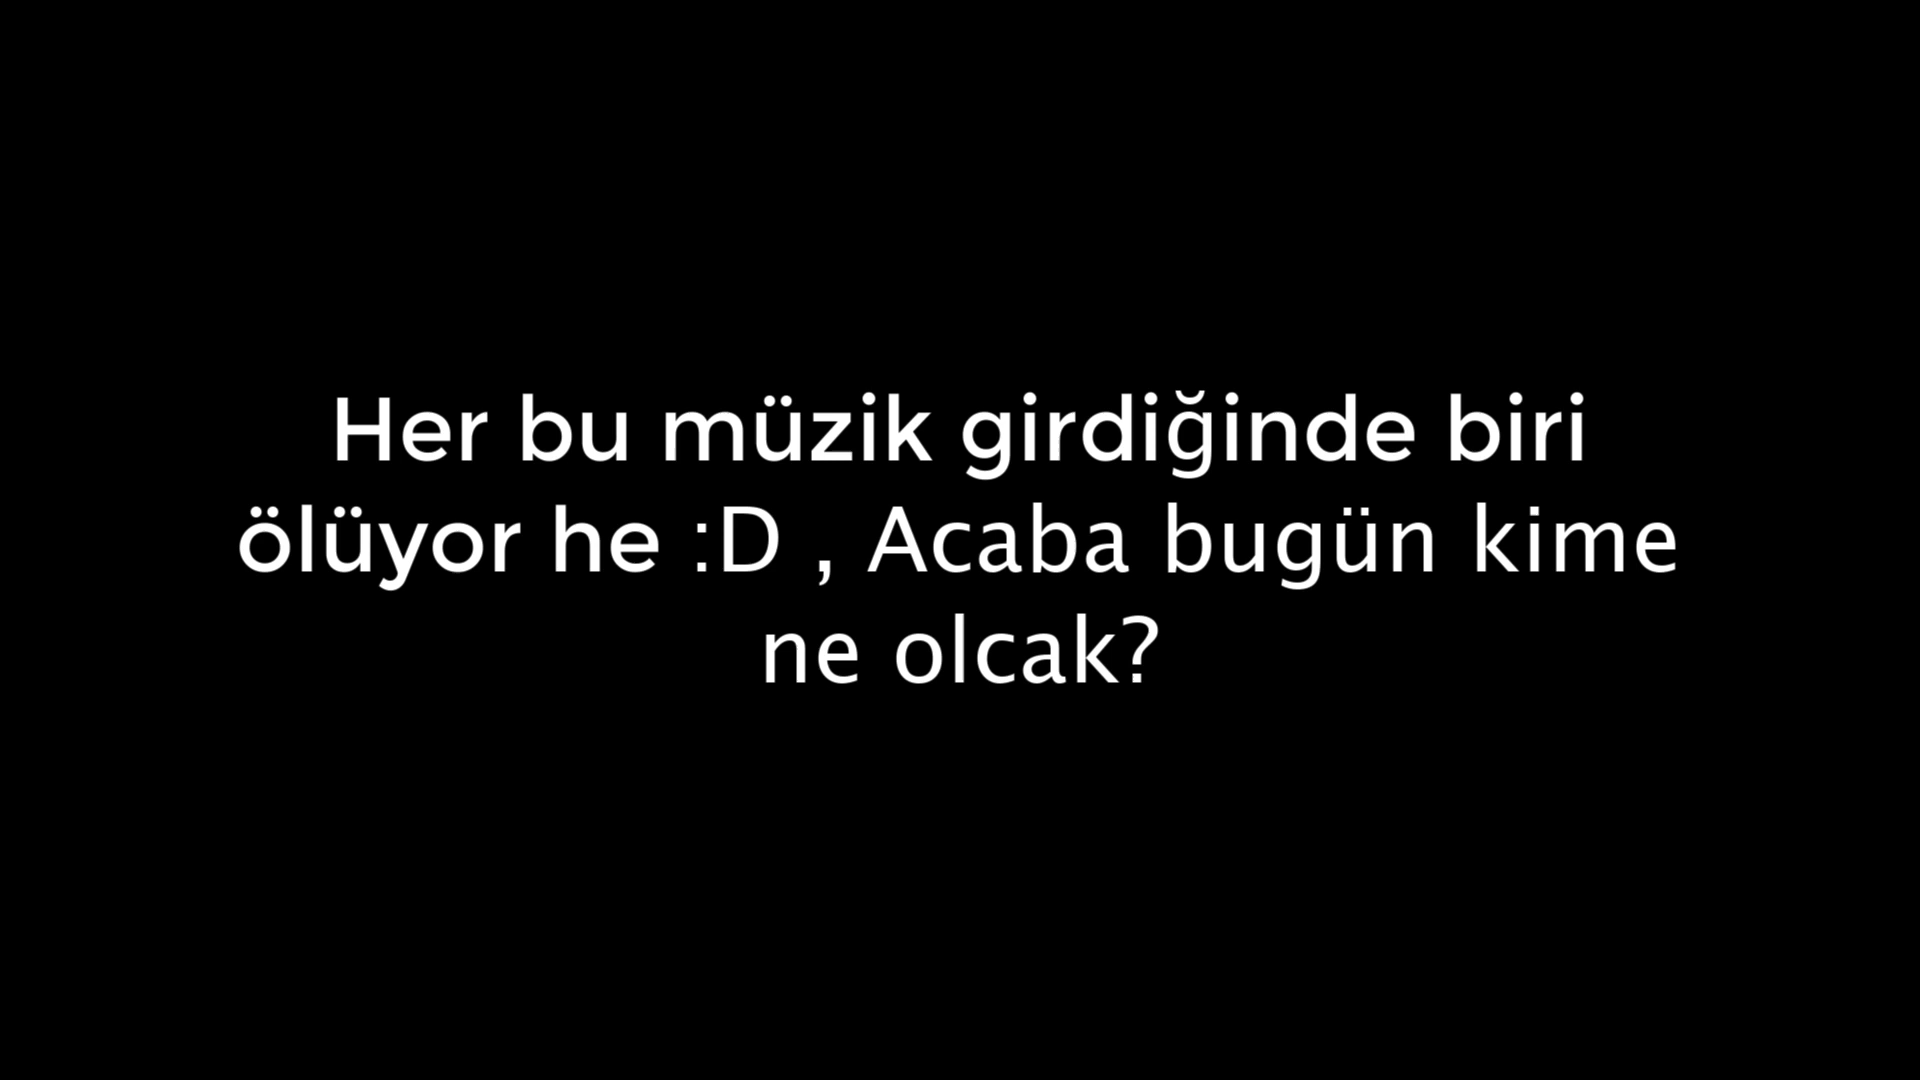 Her bu müzik girdiğinde biri
ölüyor he :D , Acaba bugün kime
ne olcak?